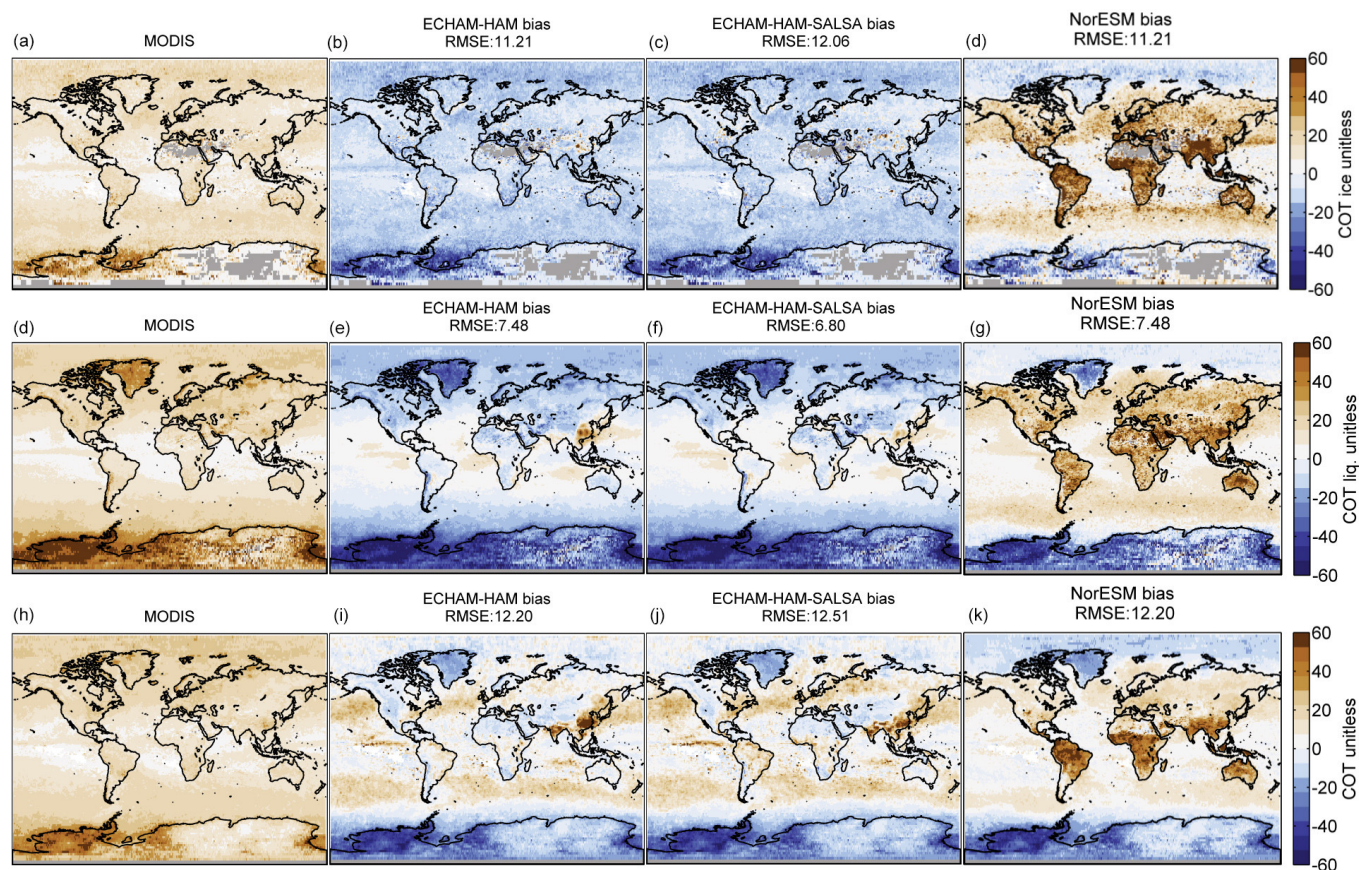 (a)
MODIS
(b)
ECHAM-HAM bias
RMSE:11.21
(c)
ECHAM-HAM-SALSA bias
RMSE:12.06
(d)
NorESM bias
RMSE:11.21
60
40
20
0
-20
-40
-60
COT ice unitless
(d)
MODIS
(e)
ECHAM-HAM bias
RMSE:7.48
(f)
ECHAM-HAM-SALSA bias
RMSE:6.80
(g)
NorESM bias
RMSE:7.48
60
40
20
0
-20
-40
-60
COT liq. unitless
(h)
MODIS
(i)
ECHAM-HAM bias
RMSE:12.20
(j)
ECHAM-HAM-SALSA bias
RMSE:12.51
(k)
NorESM bias
RMSE:12.20
60
40
20
0
-20
-40
-60
COT unitless